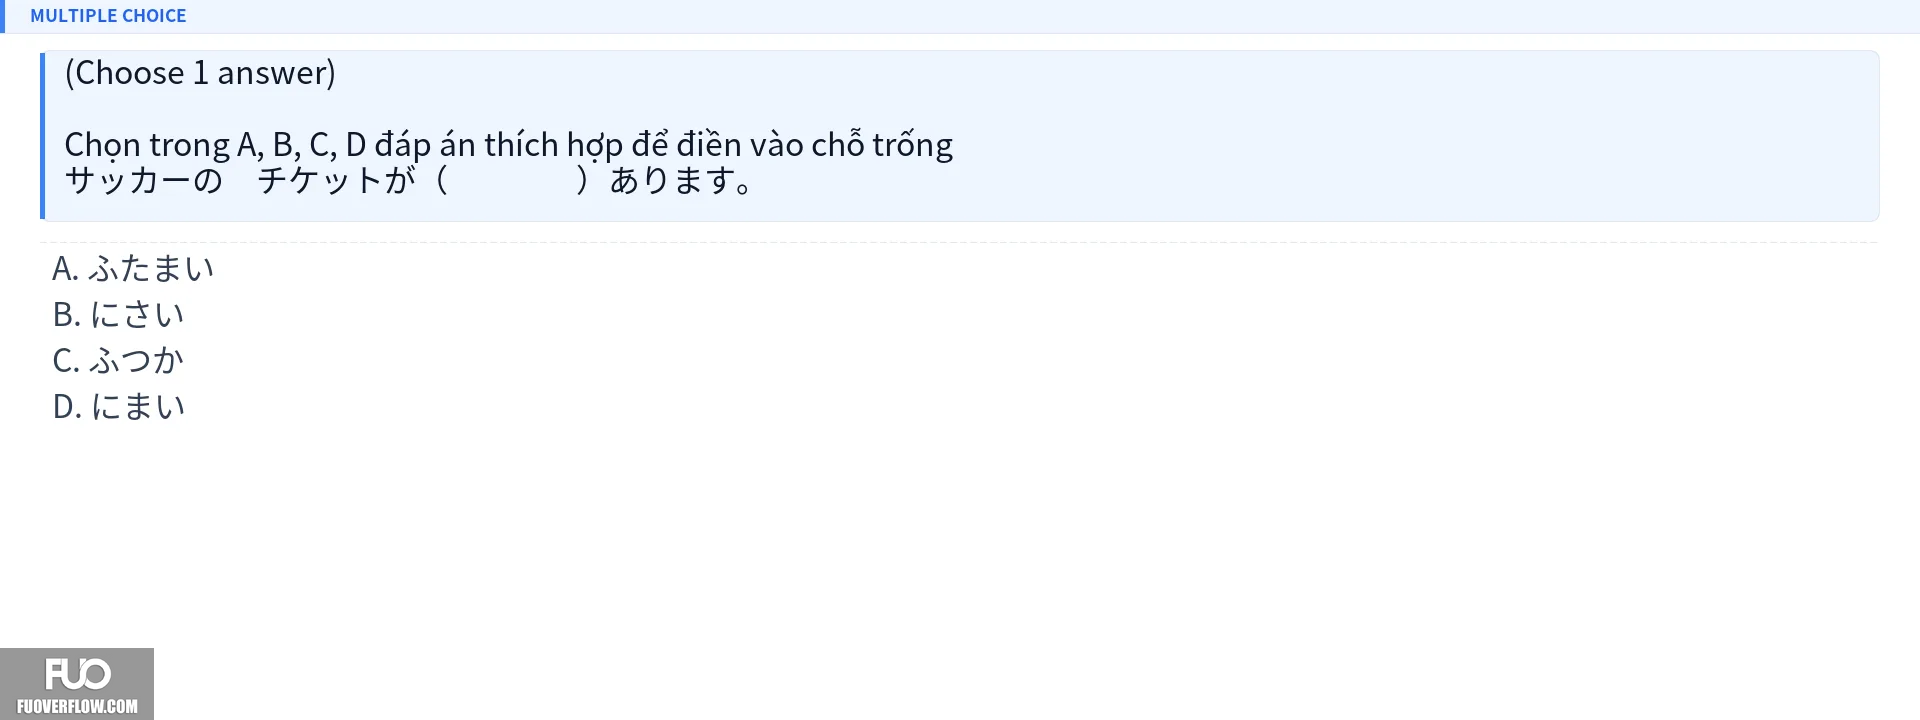 MULTIPLE CHOICE
(Choose 1 answer)
Chọn trong A, B, C, D đáp án thích hợp để điền vào chỗ trống
サッカーの　チケットが（　　　　）あります。
A. ふたまい
B. にさい
C. ふつか
D. にまい
FUO
FUOVERFLOW.COM